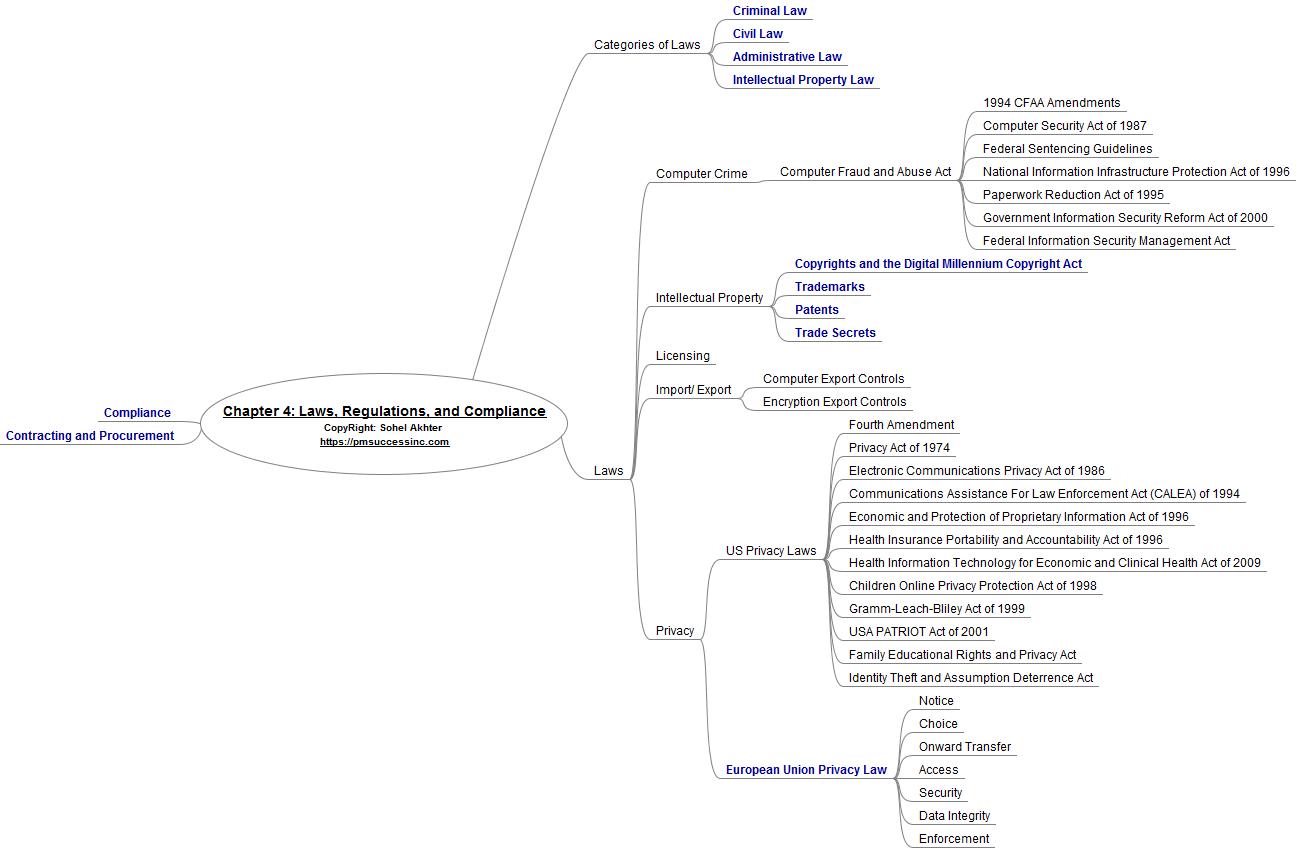 Criminal Law
Civil Law
Categories of Laws
Administrative Law
Intellectual Property Law
1994 CFAA Amendments
Computer Security Act of 1987
Federal Sentencing Guidelines
Computer Crime
Computer Fraud and Abuse Act
National Information Infrastructure Protection Act of 1996
Paperwork Reduction Act of 1995
Government Information Security Reform Act of 2000
Federal Information Security Management Act
Copyrights and the Digital Millennium Copyright Act
Trademarks
Intellectual Property
Patents
Trade Secrets
Licensing
Import/ Export
Computer Export Controls
Encryption Export Controls
Chapter 4: Laws, Regulations, and Compliance
CopyRight: Sohel Akhter
https://pmsuccessinc.com
Compliance
Contracting and Procurement
Laws
Fourth Amendment
Privacy Act of 1974
Electronic Communications Privacy Act of 1986
Communications Assistance For Law Enforcement Act (CALEA) of 1994
Economic and Protection of Proprietary Information Act of 1996
Health Insurance Portability and Accountability Act of 1996
US Privacy Laws
Health Information Technology for Economic and Clinical Health Act of 2009
Children Online Privacy Protection Act of 1998
Gramm-Leach-Bliley Act of 1999
USA PATRIOT Act of 2001
Family Educational Rights and Privacy Act
Identity Theft and Assumption Deterrence Act
Privacy
Notice
Choice
Onward Transfer
European Union Privacy Law
Access
Security
Data Integrity
Enforcement